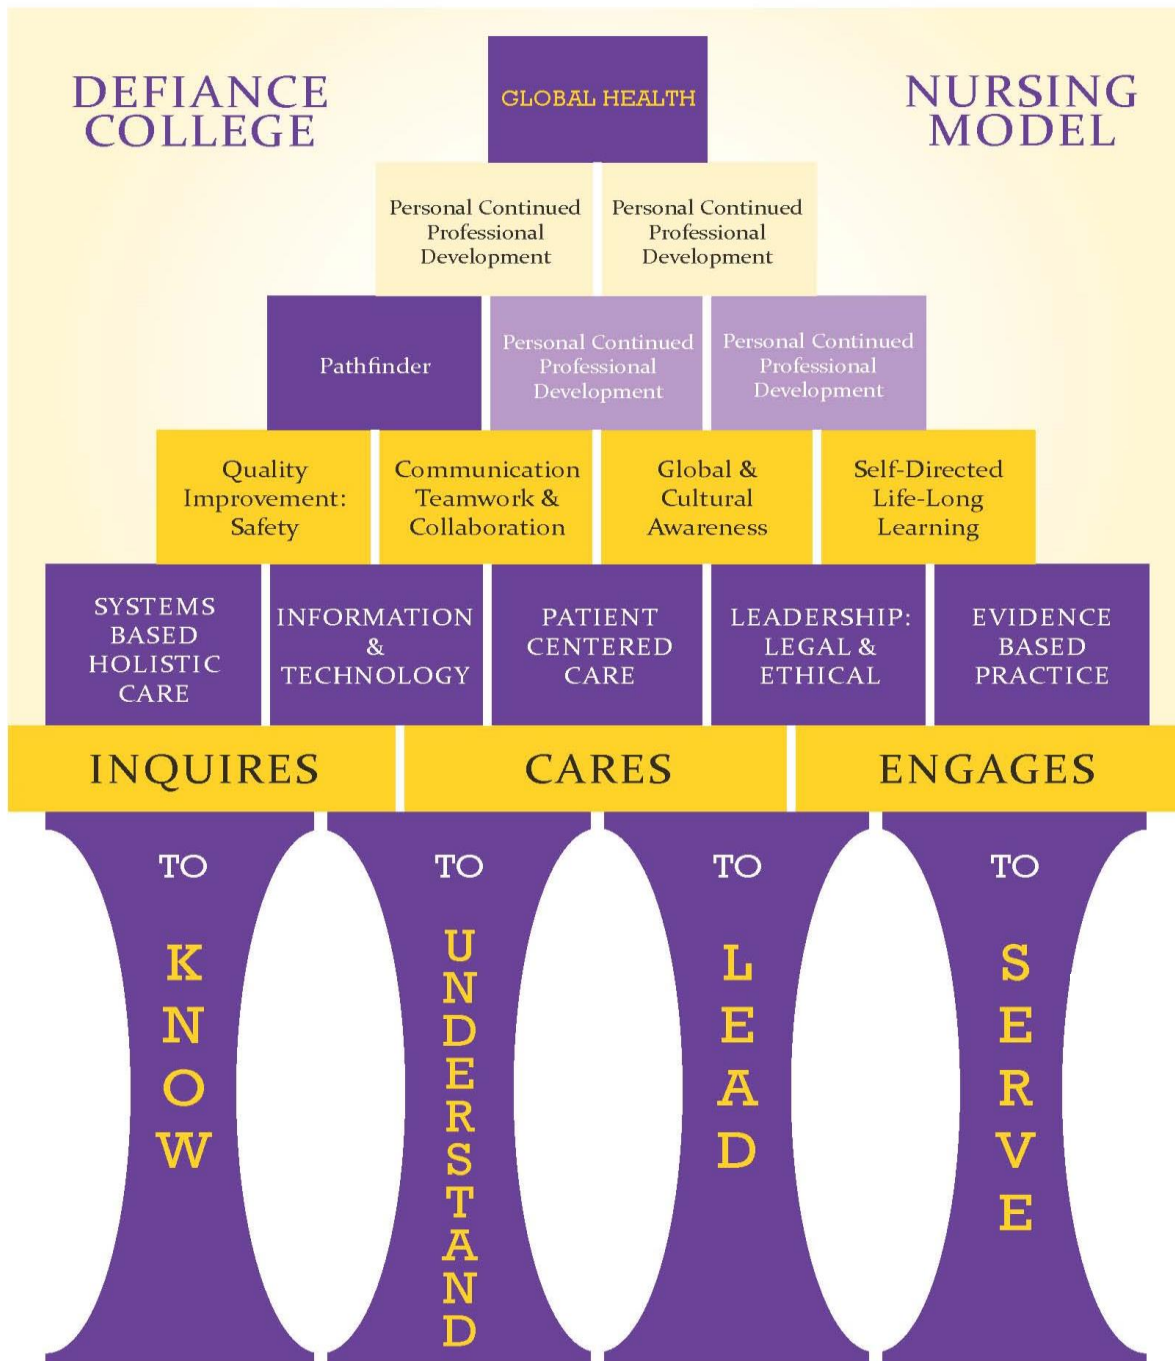 DEFIANCE
COLLEGE
NURSING
MODEL
GLOBAL HEALTH
Personal Continued
Professional
Development
Personal Continued
Professional
Development
Pathfinder
Personal Continued
Professional
Development
Personal Continued
Professional
Development
Quality
Improvement:
Safety
Communication
Teamwork &
Collaboration
Global &
Cultural
Awareness
Self-Directed
Life-Long
Learning
SYSTEMS
BASED
HOLISTIC
CARE
INFORMATION
&
TECHNOLOGY
PATIENT
CENTERED
CARE
LEADERSHIP:
LEGAL &
ETHICAL
EVIDENCE
BASED
PRACTICE
INQUIRES
CARES
ENGAGES
TO
KNOW
TO
UNDERSTAND
TO
LEAD
TO
SERVE